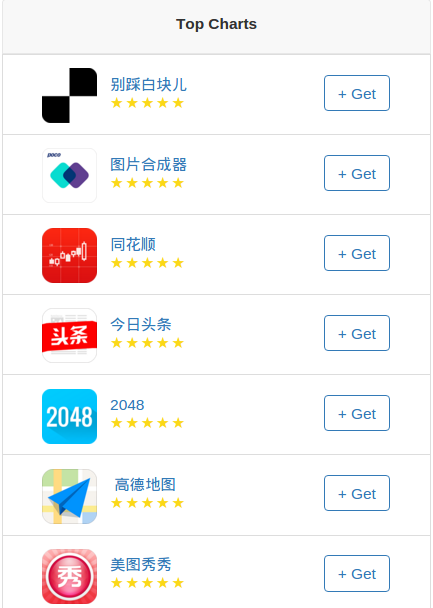 Top Charts
别踩白块儿
+ Get
poco
图片合成器
+ Get
同花顺
+ Get
头条
今日头条
+ Get
2048
2048
+ Get
高德地图
+ Get
秀
美图秀秀
+ Get